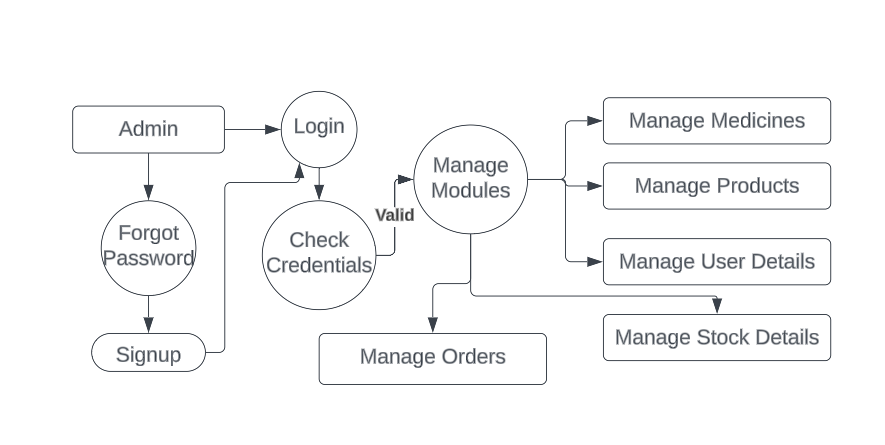 Admin
Login
Forgot
Password
Signup
Check
Credentials
Valid
Manage
Modules
Manage Medicines
Manage Products
Manage User Details
Manage Stock Details
Manage Orders